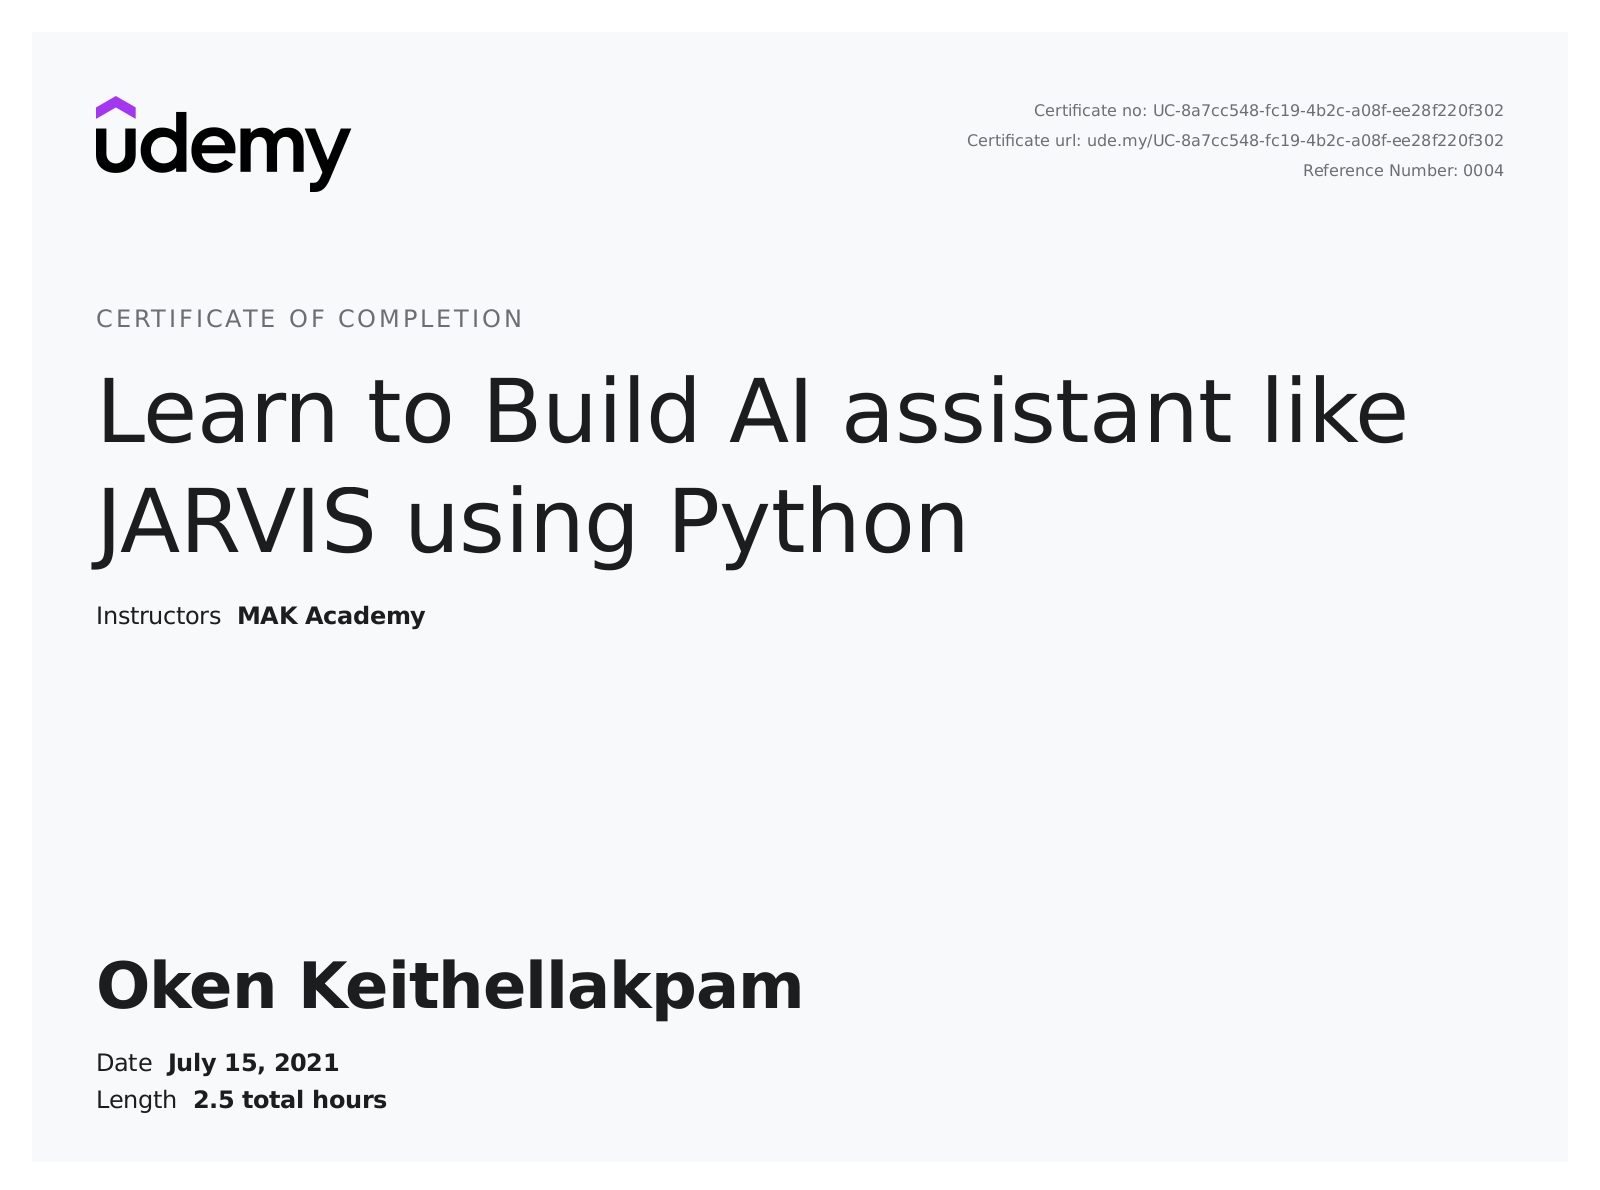 udemy
Certificate no: UC-8a7cc548-fc19-4b2c-a08f-ee28f220f302
Certificate url: ude.my/UC-8a7cc548-fc19-4b2c-a08f-ee28f220f302
Reference Number: 0004
CERTIFICATE OF COMPLETION
Learn to Build AI assistant like
JARVIS using Python
Instructors MAK Academy
Oken Keithellakpam
Date July 15, 2021
Length 2.5 total hours